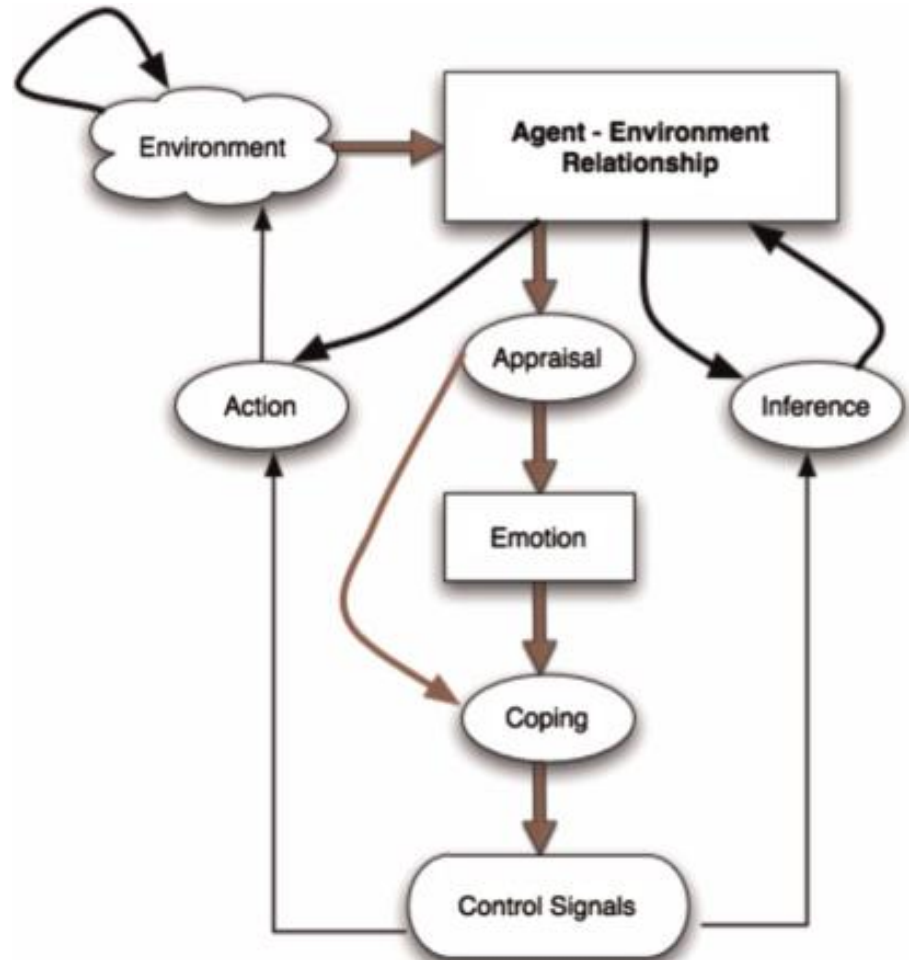 Environment
Agent - Environment
Relationship
Appraisal
Action
Inference
Emotion
Coping
Control Signals